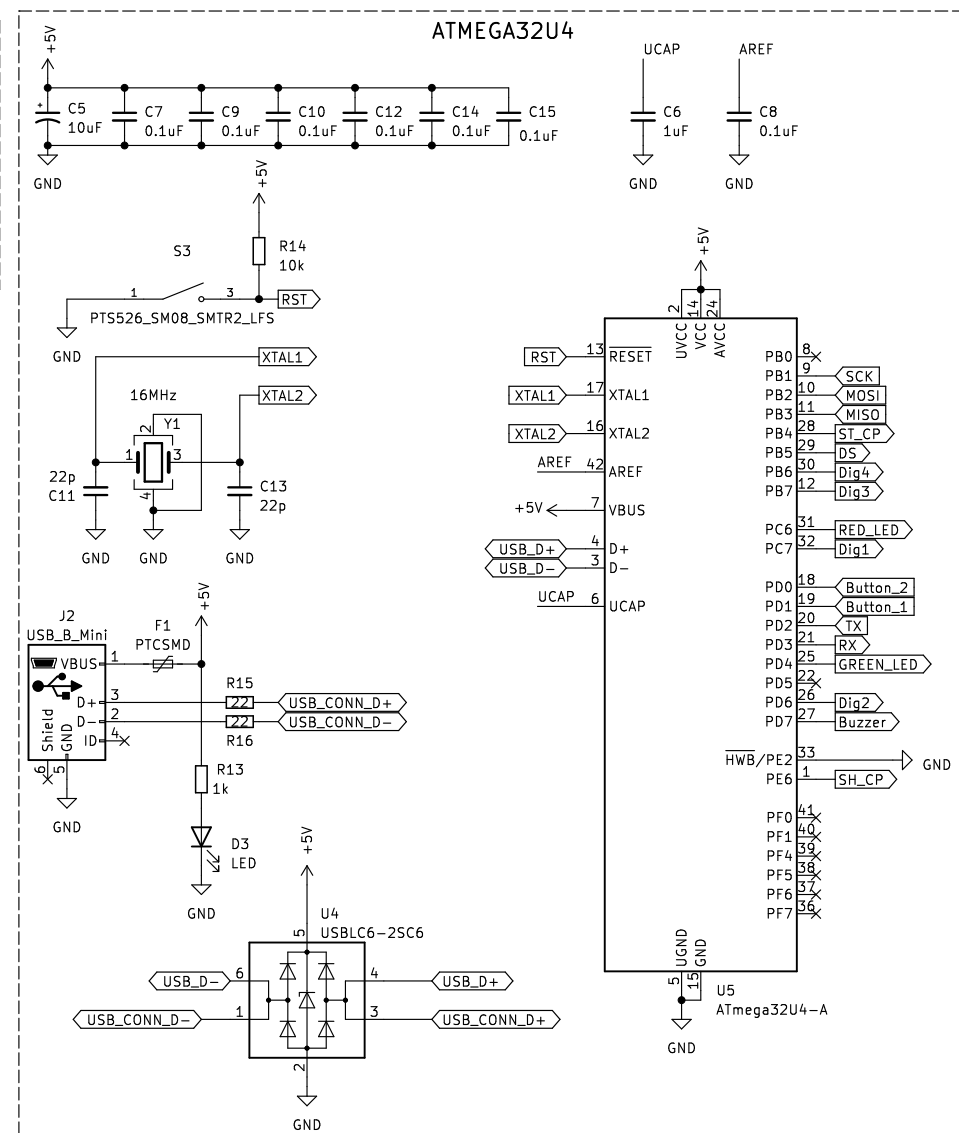 ATMEGA32U4
+5V
C5
10uF
C7
0.1uF
C9
0.1uF
C10
0.1uF
C12
0.1uF
C14
0.1uF
C15
0.1uF
GND
UCAP
C6
1uF
GND
AREF
C8
0.1uF
GND
+5V
R14
10k
S3
1
3
RST
PTS526_SM08_SMTR2_LFS
GND
XTAL1
XTAL2
16MHz
Y1
2
1
3
4
22p
C11
C13
22p
GND
GND
GND
J2
USB_B_Mini
VBUS
1
F1
PTCSMD
+5V
D+
3
R15
22
USB_CONN_D+
D-
2
22
USB_CONN_D-
R16
ID
4
Shield
GND
6
5
GND
R13
1k
D3
LED
GND
+5V
U4
USBLC6-2SC6
5
USB_D-
6
4
USB_D+
USB_CONN_D-
1
3
USB_CONN_D+
2
GND
+5V
2
14
24
UVCC
VCC
AVCC
RST
13
RESET
XTAL1
17
XTAL1
XTAL2
16
XTAL2
AREF
42
AREF
+5V
7
VBUS
USB_D+
4
D+
USB_D-
3
D-
UCAP
6
UCAP
PB0
8
PB1
9
SCK
PB2
10
MOSI
PB3
11
MISO
PB4
28
ST_CP
PB5
29
DS
PB6
30
Dig4
PB7
12
Dig3
PC6
31
RED_LED
PC7
32
Dig1
PD0
18
Button_2
PD1
19
Button_1
PD2
20
TX
PD3
21
RX
PD4
25
GREEN_LED
PD5
22
PD6
26
Dig2
PD7
27
Buzzer
HWB/PE2
33
GND
PE6
1
SH_CP
PF0
41
PF1
40
PF4
39
PF5
38
PF6
37
PF7
36
UGND
GND
5
15
U5
ATmega32U4-A
GND